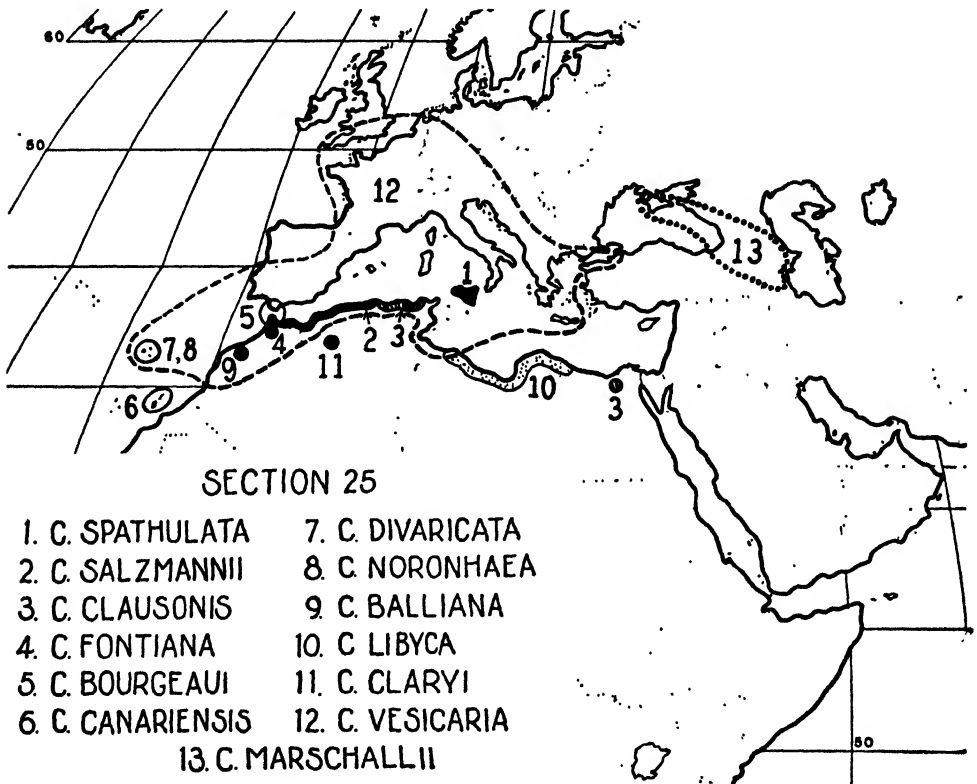 60
50
12
13
1
5
4
2
3
7,8
9
11
10
3
6
SECTION 25
1. C. SPATHULATA
2. C. SALZMANNII
3. C. CLAUSONIS
4. C. FONTIANA
5. C. BOURGEAUI
6. C. CANARIENSIS
7. C. DIVARICATA
8. C. NORONHAEA
9. C. BALLIANA
10. C LIBYCA
11. C. CLARYI
12. C. VESICARIA
13. C. MARSCHALLII
50